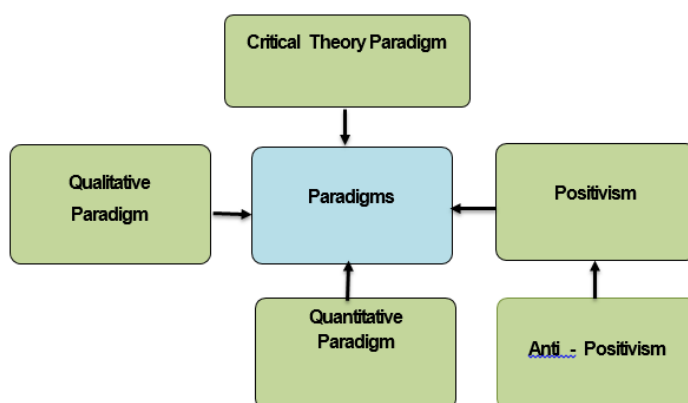 Critical Theory Paradigm
Qualitative
Paradigm
Paradigms
Positivism
Quantitative
Paradigm
Anti - Positivism